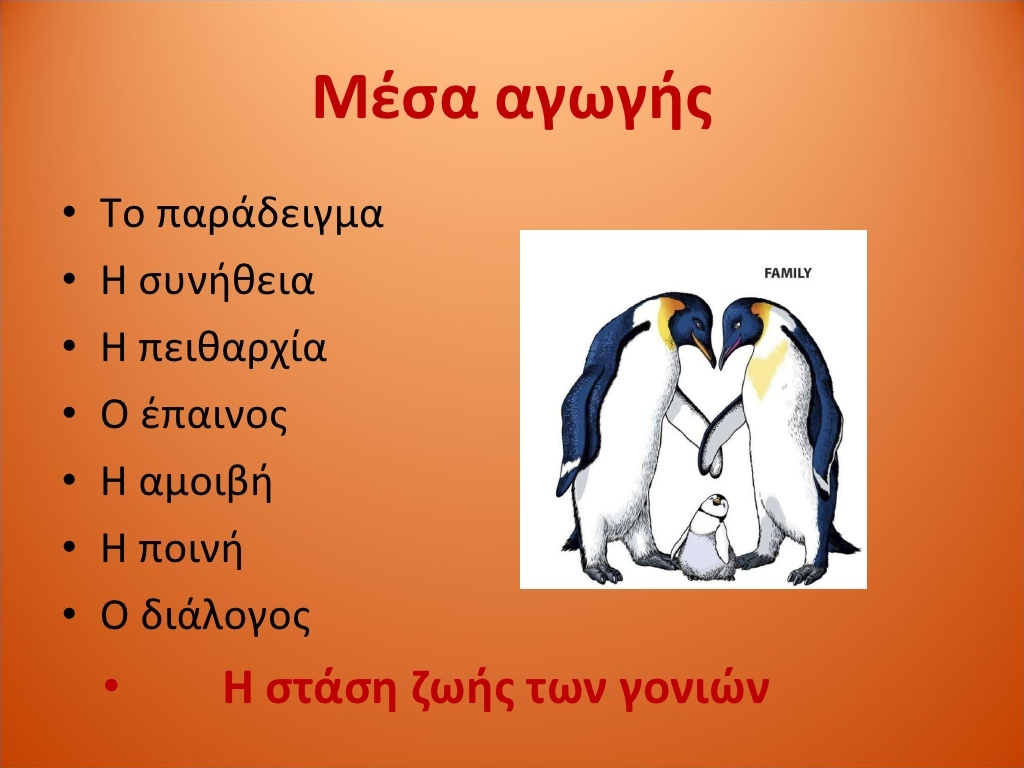 Μέσα αγωγής
• Το παράδειγμα
• Η συνήθεια
• Η πειθαρχία
• Ο έπαινος
• Η αμοιβή
• Η ποινή
• Ο διάλογος
• Η στάση ζωής των γονιών
FAMILY